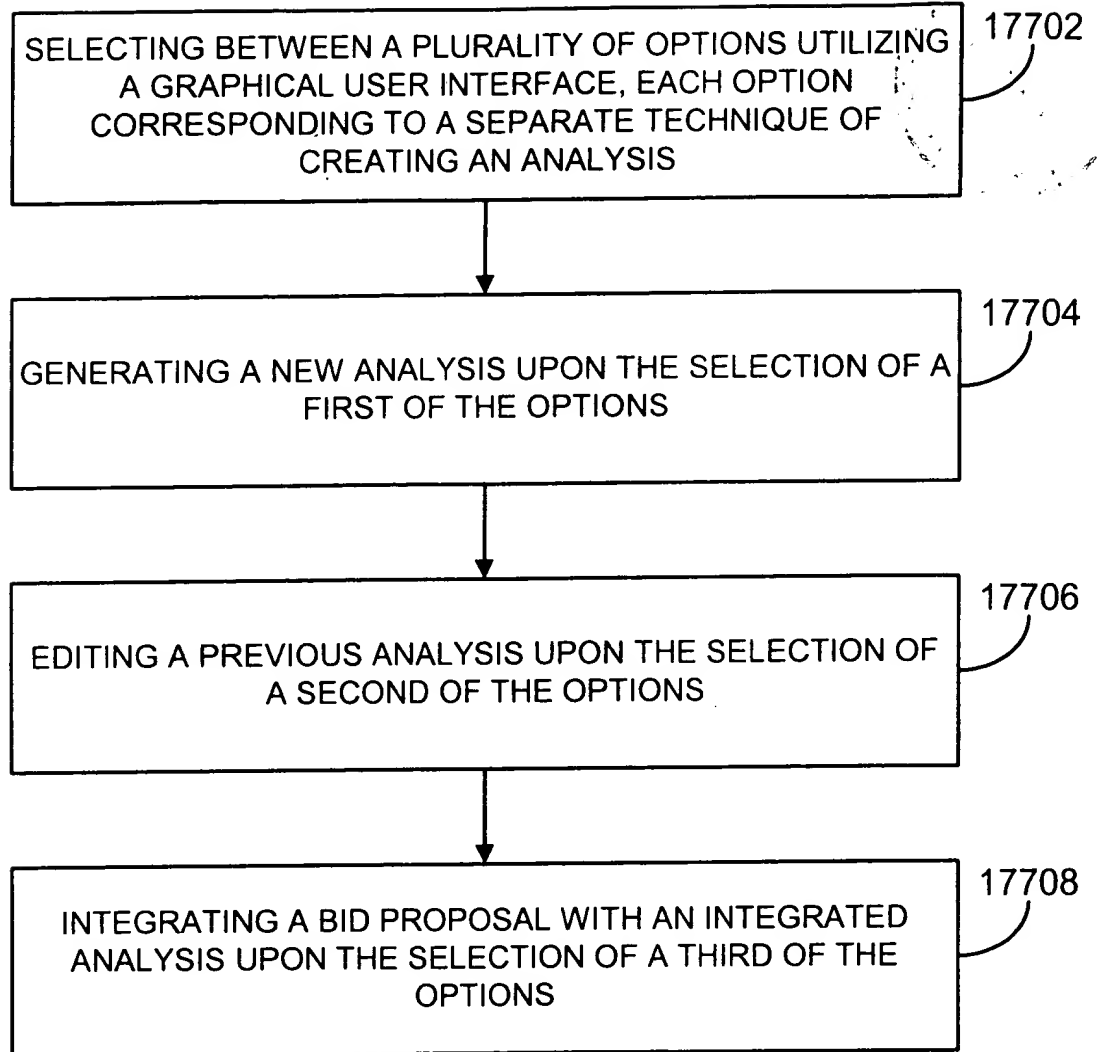 SELECTING BETWEEN A PLURALITY OF OPTIONS UTILIZING
A GRAPHICAL USER INTERFACE, EACH OPTION
CORRESPONDING TO A SEPARATE TECHNIQUE OF
CREATING AN ANALYSIS
17702
GENERATING A NEW ANALYSIS UPON THE SELECTION OF A
FIRST OF THE OPTIONS
17704
EDITING A PREVIOUS ANALYSIS UPON THE SELECTION OF
A SECOND OF THE OPTIONS
17706
INTEGRATING A BID PROPOSAL WITH AN INTEGRATED
ANALYSIS UPON THE SELECTION OF A THIRD OF THE
OPTIONS
17708